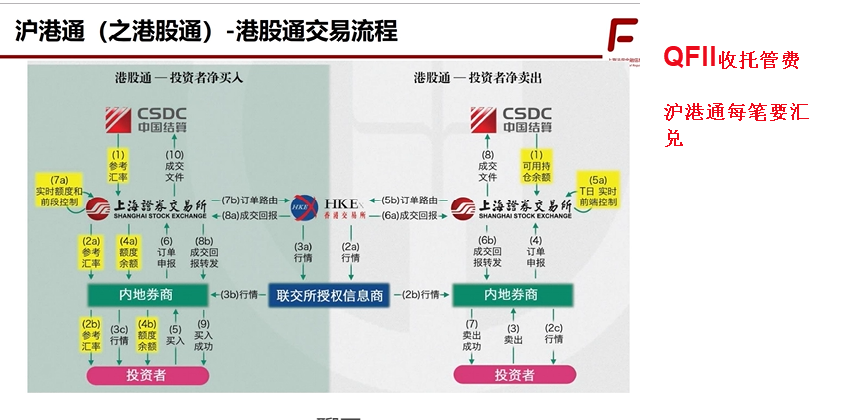 沪港通（之港股通）-港股通交易流程
F
QFII收托管费
沪港通每笔要汇
兑
港股通 — 投资者净买入
港股通 — 投资者净卖出
CSDC
中国结算
CSDC
中国结算
(1)
参考
汇率
(10)
成交
文件
(8)
成交
文件
(1)
可用持
仓余额
(7a)
实时额度和
前段控制
上海證券交易所
SHANGHAI STOCK EXCHANGE
(7b)订单路由
(8a)成交回报
HKEx
香港交易所
(5b)订单路由
(6a)成交回报
上海證券交易所
SHANGHAI STOCK EXCHANGE
(5a)
T日 实时
前端控制
(2a)
参考
汇率
(4a)
额度
余额
(6)
订单
申报
(8b)
成交回
报转发
(3a)
行情
(2a)
行情
(6b)
成交回
报转发
(4)
订单
申报
内地券商
(3b)行情
联交所授权信息商
(2b)行情
内地券商
(2b)
参考
汇率
(3c)
行情
(4b)
额度
余额
(5)
买入
(9)
买入
成功
(7)
卖出
成功
(3)
卖出
(2c)
行情
投资者
投资者